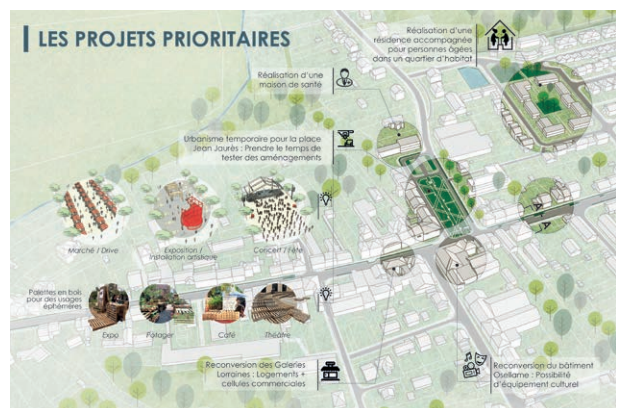 LES PROJETS PRIORITAIRES
Réalisation d'une
résidence accompagnée
pour personnes âgées
dans un quartier d'habitat
Réalisation d'une
maison de santé
Urbanisme temporaire pour la place
Jean Jaurès : Prendre le temps de
tester des aménagements
Marché / Drive
Exposition /
Installation artistique
Concert / Fête
Palettes en bois
pour des usages
éphémères
Expo
Potager
Café
Théâtre
Reconversion des Galeries
Lorraines : Logements +
cellules commerciales
Reconversion du bâtiment
Osellame : Possibilité
d'équipement culturel